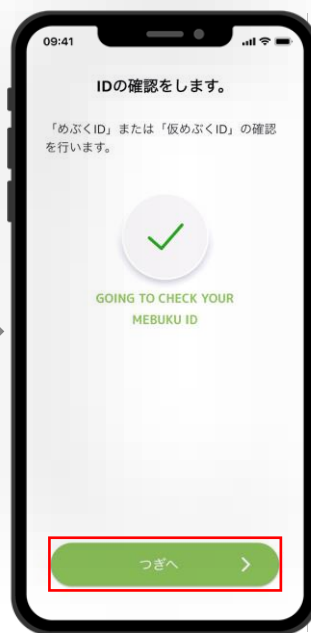 09:41
IDの確認をします。
「めぶくID」または「仮めぶくID」の確認
を行います。
GOING TO CHECK YOUR
MEBUKU ID
つぎへ